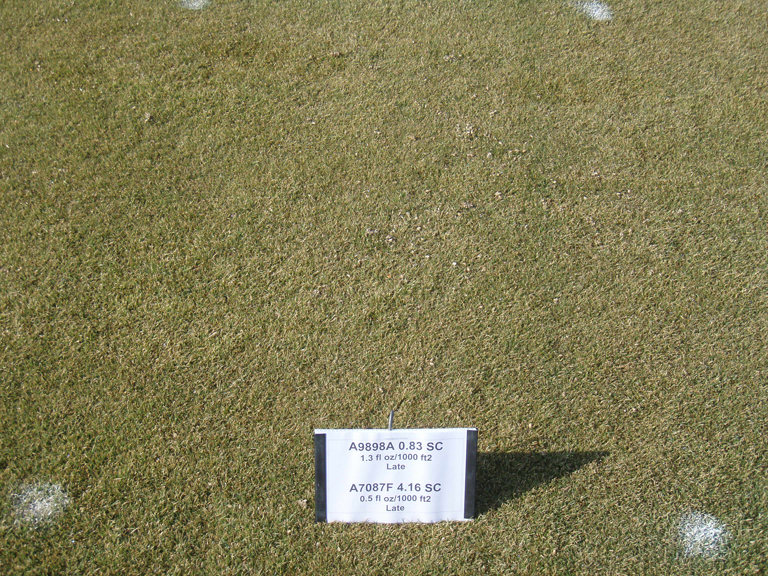 A9898A 0.83 SC
1.3 fl oz/1000 ft2
Late
A7087F 4.16 SC
0.5 fl oz/1000 ft2
Late